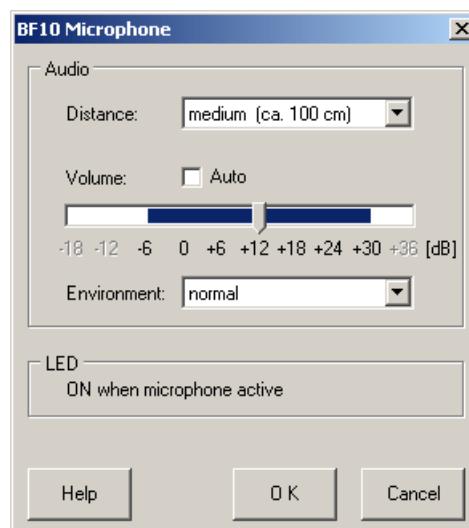 BF10 Microphone
Audio
Distance: medium (ca. 100 cm)
Volume: Auto
-18 -12 -6 0 +6 +12 +18 +24 +30 +36 [dB]
Environment: normal
LED
ON when microphone active
Help O K Cancel